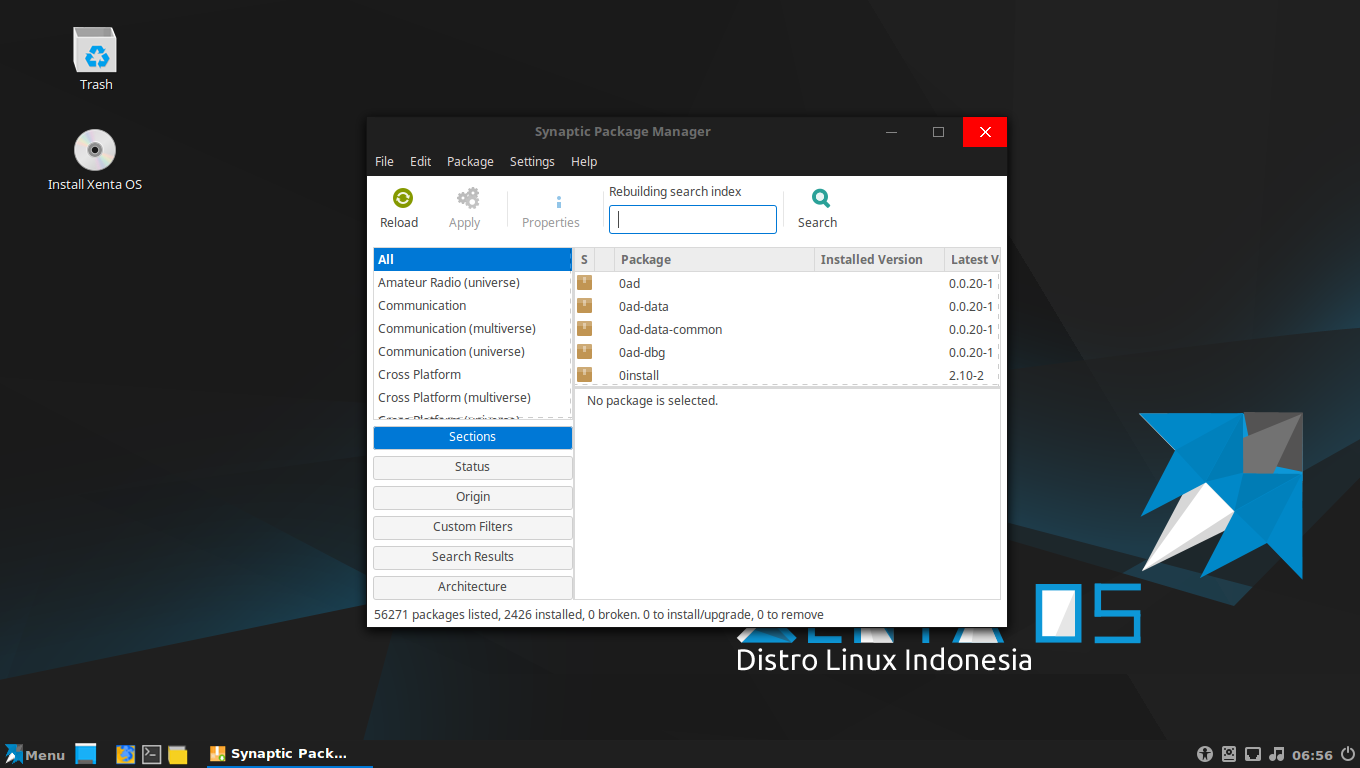 Trash
Install Xenta OS
Synaptic Package Manager
File Edit Package Settings Help
Reload
Apply
Properties
Rebuilding search index
Search
All
Amateur Radio (universe)
Communication
Communication (multiverse)
Communication (universe)
Cross Platform
Cross Platform (multiverse)
Cross Platform (universe)
Sections
Status
Origin
Custom Filters
Search Results
Architecture
S Package Installed Version Latest V
0ad 0.0.20-1
0ad-data 0.0.20-1
0ad-data-common 0.0.20-1
0ad-dbg 0.0.20-1
0install 2.10-2
No package is selected.
56271 packages listed, 2426 installed, 0 broken. 0 to install/upgrade, 0 to remove
XENTA OS
Distro Linux Indonesia
Menu
Synaptic Pack...
06:56